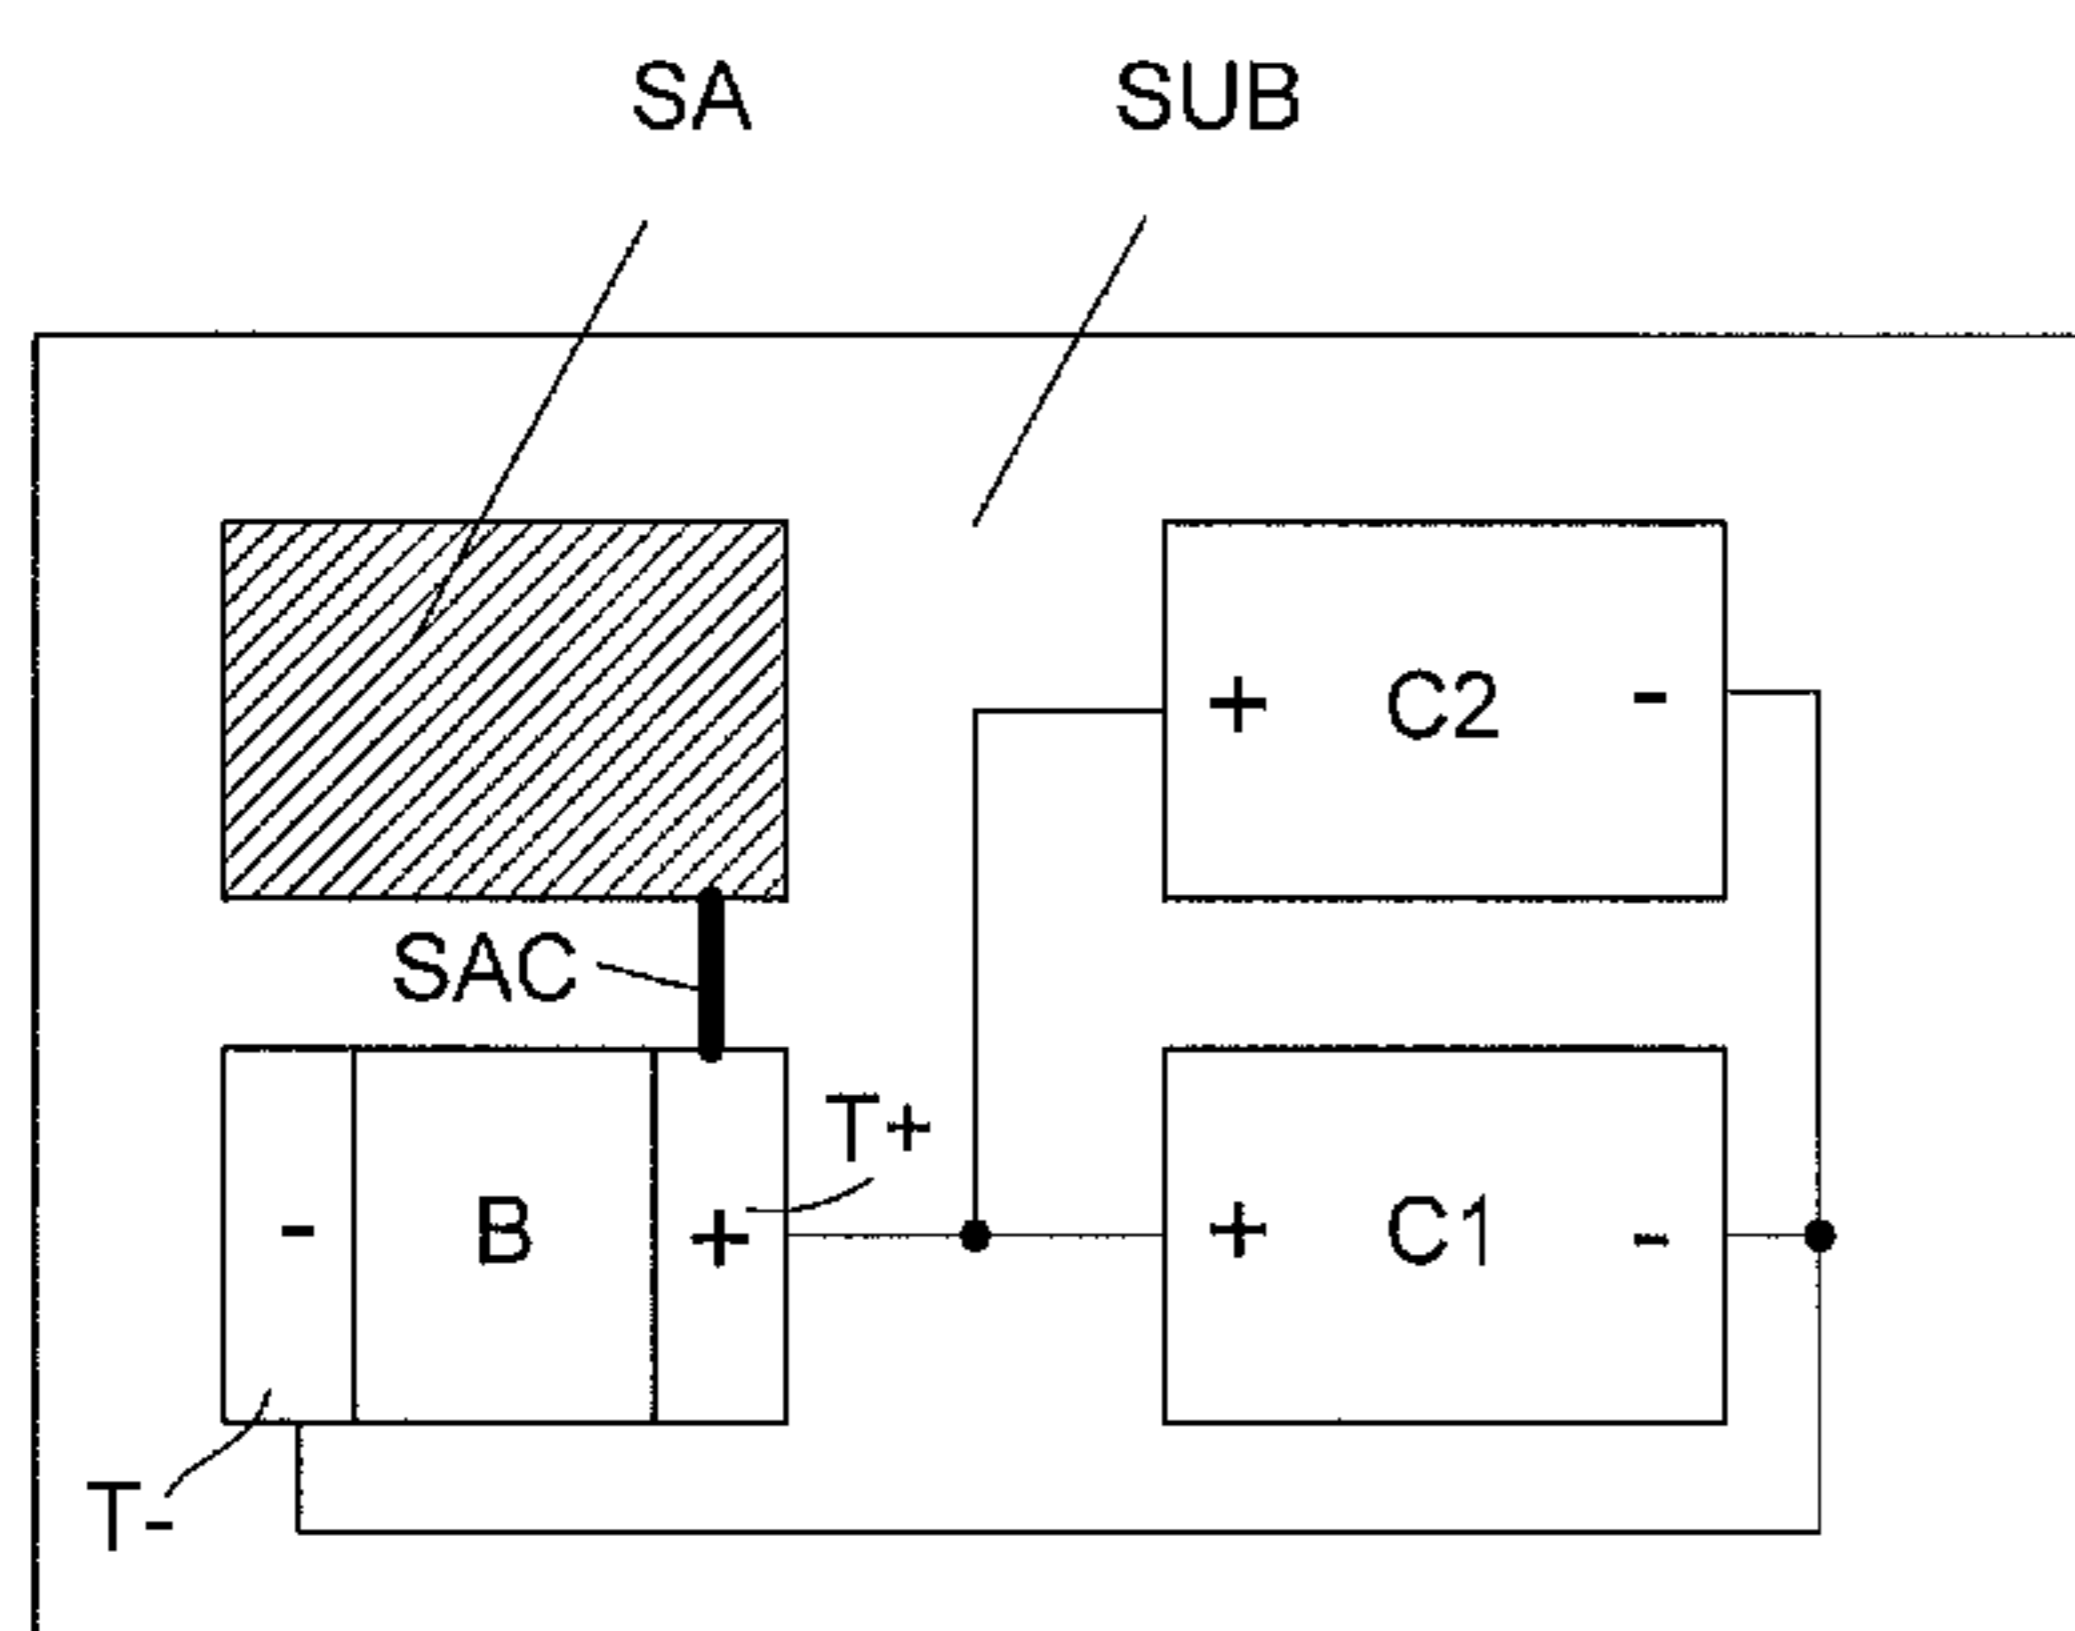 SA SUB
+ C2 -
SAC
T+
- B + + C1 -
T-